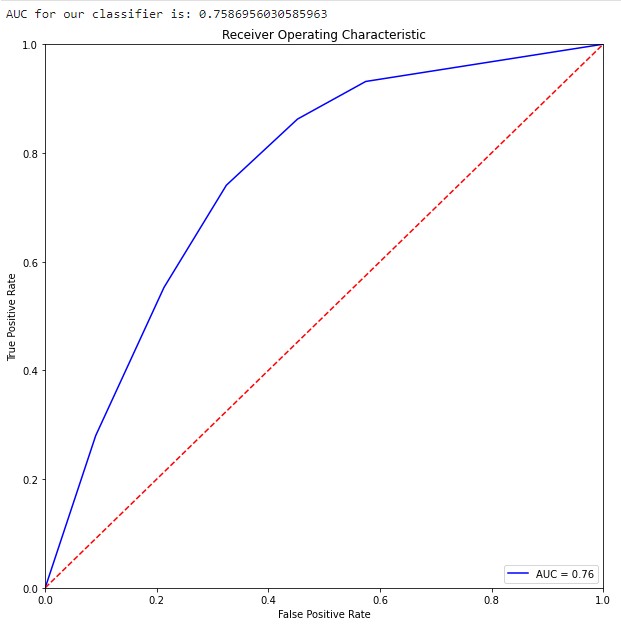 AUC for our classifier is: 0.7586956030585963
Receiver Operating Characteristic
1.0
0.8
0.6
0.4
0.2
0.0
True Positive Rate
AUC = 0.76
0.0 0.2 0.4 0.6 0.8 1.0
False Positive Rate